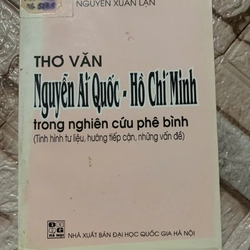 NGUYỄN XUÂN LẠN
THƠ VĂN
Nguyễn Ái Quốc - Hồ Chí Minh
trong nghiên cứu phê bình
(Tình hình tư liệu, hướng tiếp cận, những vấn đề)
NHÀ XUẤT BẢN ĐẠI HỌC QUỐC GIA HÀ NỘI